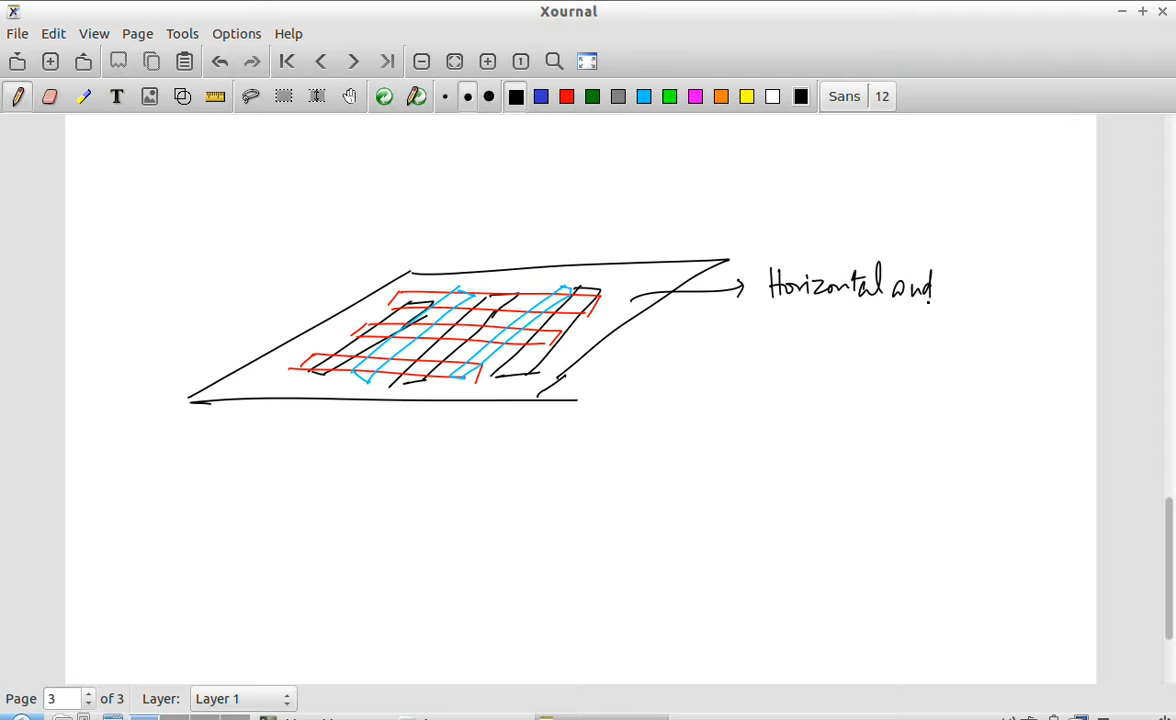 Xournal
File Edit View Page Tools Options Help
Sans 12
Horizontal and
Page 3 of 3 Layer: Layer 1